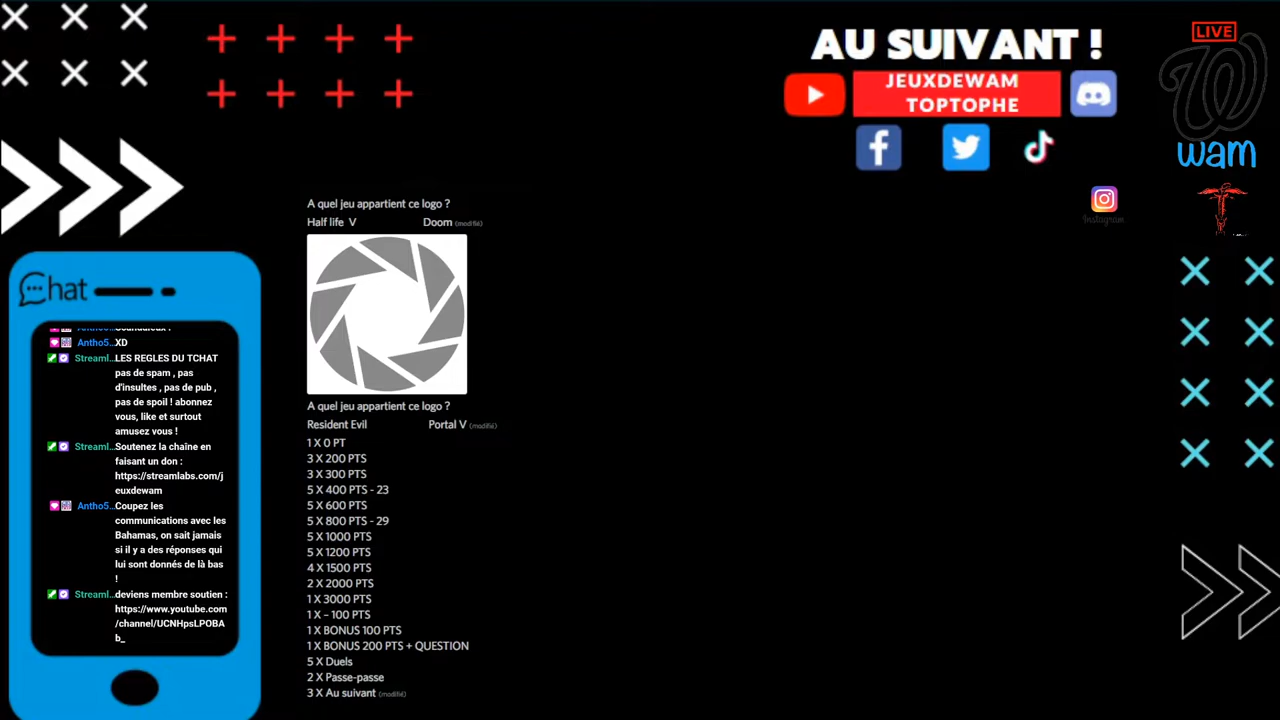 AU SUIVANT !
LIVE
JEUXDEWAM
TOPTOPHE
wam
Instagram
A quel jeu appartient ce logo ?
Half life V Doom (modifié)
A quel jeu appartient ce logo ?
Resident Evil Portal V (modifié)
1 X 0 PT
3 X 200 PTS
3 X 300 PTS
5 X 400 PTS - 23
5 X 600 PTS
5 X 800 PTS - 29
5 X 1000 PTS
5 X 1200 PTS
4 X 1500 PTS
2 X 2000 PTS
1 X 3000 PTS
1 X – 100 PTS
1 X BONUS 100 PTS
1 X BONUS 200 PTS + QUESTION
5 X Duels
2 X Passe-passe
3 X Au suivant (modifié)
Chat
Antho5... XD
Streaml... LES REGLES DU TCHAT
pas de spam , pas
d'insultes , pas de pub ,
pas de spoil ! abonnez
vous, like et surtout
amusez vous !
Streaml... Soutenez la chaîne en
faisant un don :
https://streamlabs.com/j
euxdewam
Antho5... Coupez les
communications avec les
Bahamas, on sait jamais
si il y a des réponses qui
lui sont donnés de là bas
!
Streaml... deviens membre soutien :
https://www.youtube.com
/channel/UCNHpsLPOBA
b_